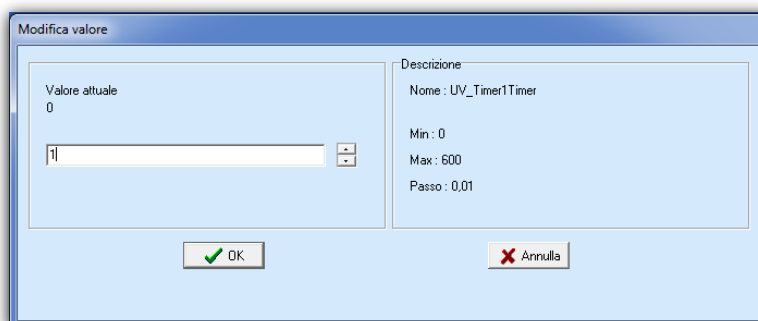 Modifica valore
Valore attuale
0
1
Descrizione
Nome : UV_Timer1Timer
Min : 0
Max : 600
Passo : 0,01
OK
Annulla